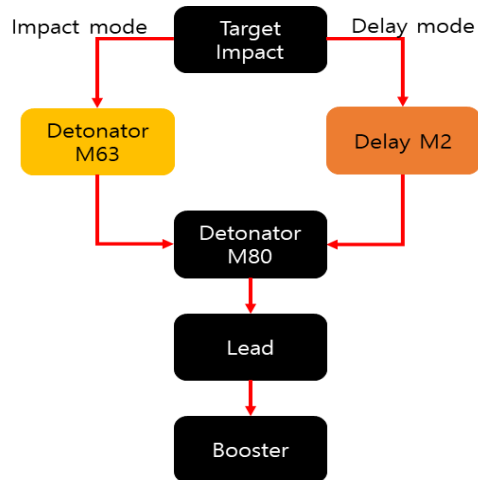 Impact mode
Target
Impact
Delay mode
Detonator
M63
Delay M2
Detonator
M80
Lead
Booster